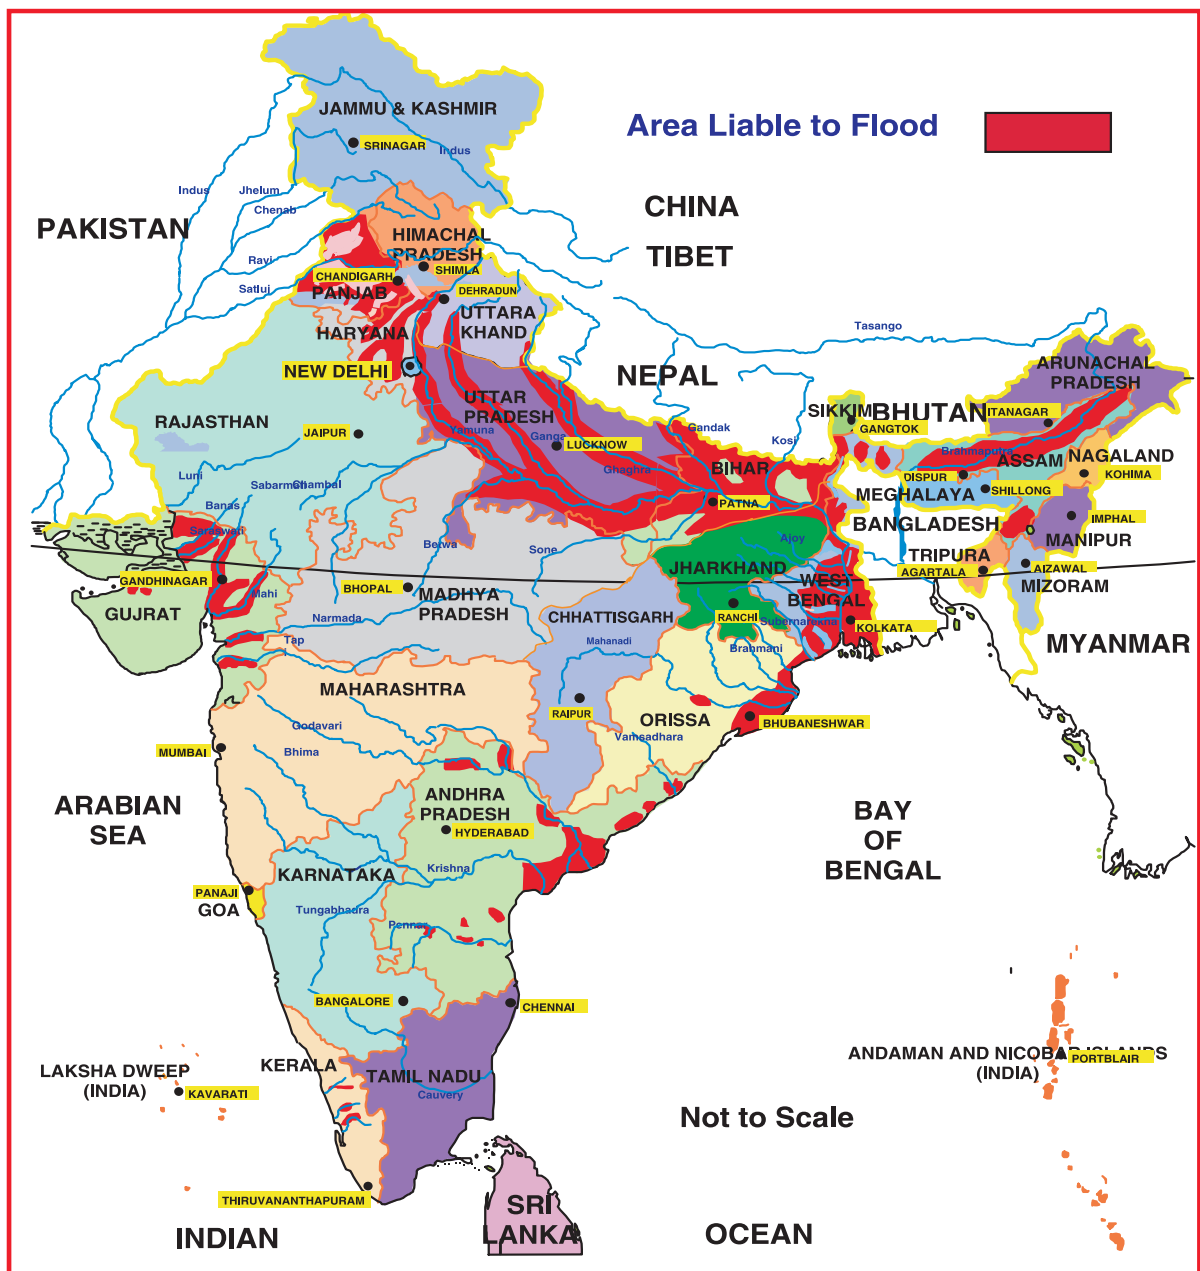 Area Liable to Flood
JAMMU & KASHMIR
SRINAGAR
Indus
Indus
Jhelum
Chenab
PAKISTAN
CHINA
TIBET
HIMACHAL
PRADESH
SHIMLA
Ravi
Satluj
CHANDIGARH
PANJAB
DEHRADUN
UTTARA
KHAND
HARYANA
NEW DELHI
Tasango
NEPAL
ARUNACHAL
PRADESH
RAJASTHAN
JAIPUR
UTTAR
PRADESH
Yamuna
Ganga
LUCKNOW
Ghaghra
Gandak
Kosi
BIHAR
PATNA
SIKKIM
GANGTOK
BHUTAN
ITANAGAR
Brahmaputra
ASSAM
NAGALAND
KOHIMA
DISPUR
MEGHALAYA
SHILLONG
BANGLADESH
IMPHAL
MANIPUR
TRIPURA
AGARTALA
AIZAWAL
MIZORAM
MYANMAR
Luni
Sabarmati
Chambal
Banas
Saraswati
GANDHINAGAR
GUJRAT
Mahi
Betwa
Sone
BHOPAL
MADHYA
PRADESH
Narmada
Tap
JHARKHAND
RANCHI
Ajoy
WEST
BENGAL
Subernarekha
KOLKATA
CHHATTISGARH
Mahanadi
Brahmani
RAIPUR
ORISSA
BHUBANESHWAR
Vamsadhara
MAHARASHTRA
Godavari
MUMBAI
Bhima
ARABIAN
SEA
ANDHRA
PRADESH
HYDERABAD
BAY
OF
BENGAL
KARNATAKA
Krishna
PANAJI
GOA
Tungabhadra
Pennar
BANGALORE
CHENNAI
KERALA
TAMIL NADU
Cauvery
LAKSHA DWEEP
(INDIA)
KAVARATI
ANDAMAN AND NICOBAR ISLANDS
(INDIA)
PORTBLAIR
Not to Scale
THIRUVANANTHAPURAM
SRI
LANKA
INDIAN
OCEAN